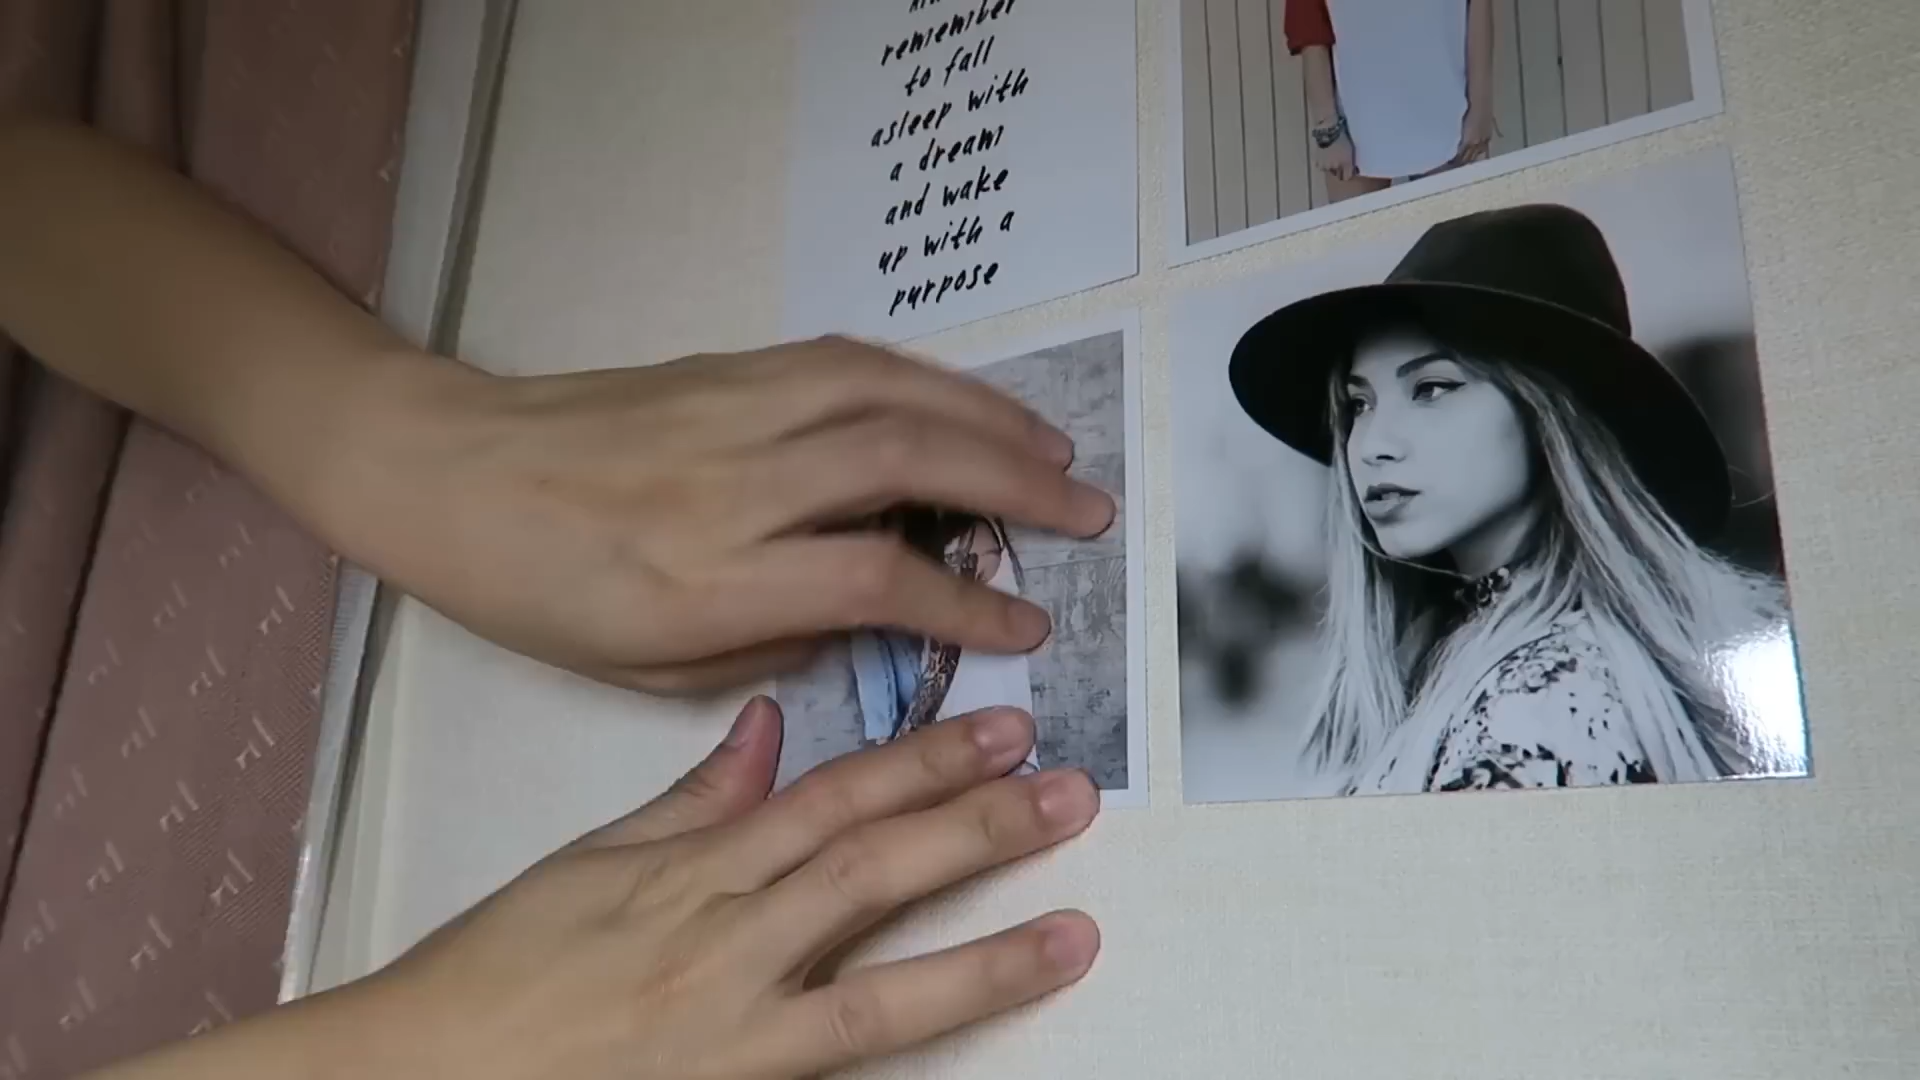 remember
to fall
asleep with
a dream
and wake
up with a
purpose